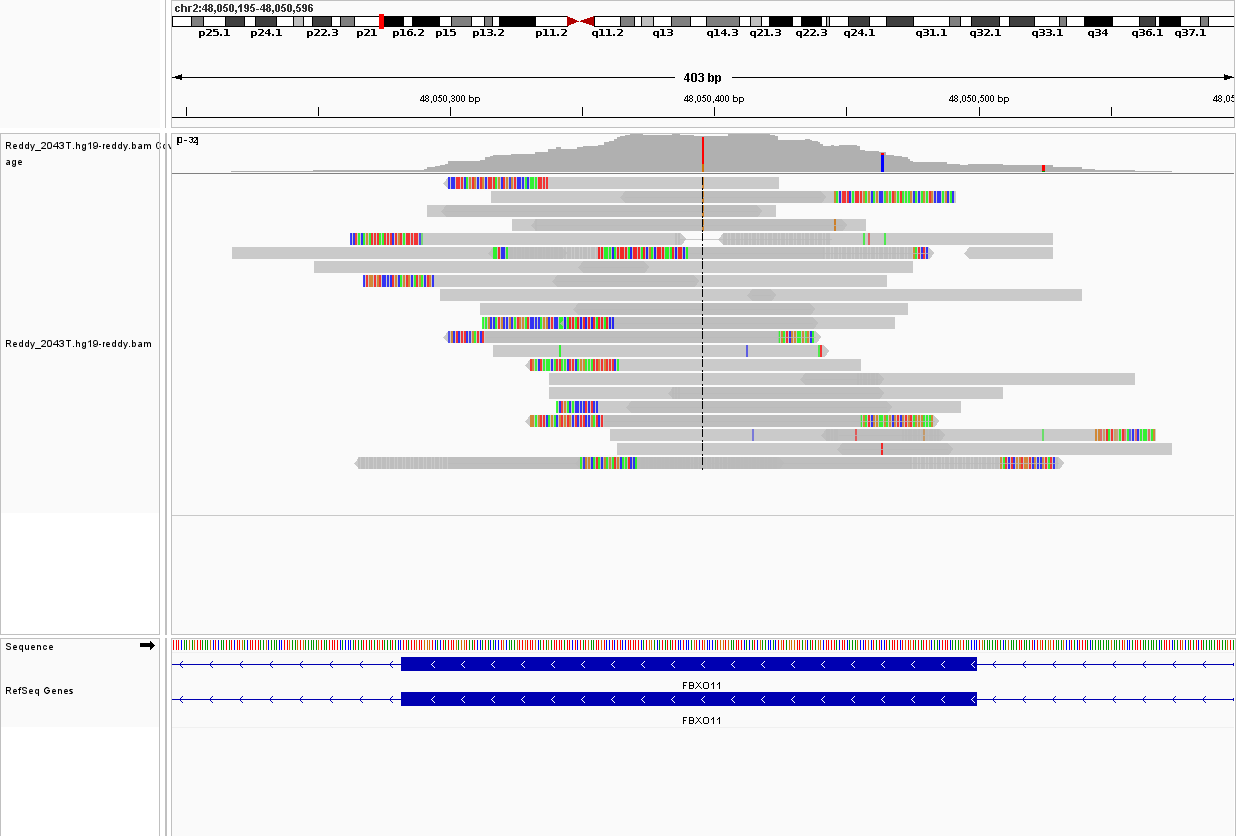 chr2:48,050,195-48,050,596
p25.1 p24.1 p22.3 p21 p16.2 p15 p13.2 p11.2 q11.2 q13 q14.3 q21.3 q22.3 q24.1 q31.1 q32.1 q33.1 q34 q36.1 q37.1
403 bp
48,050,300 bp 48,050,400 bp 48,050,500 bp 48,05
Reddy_2043T.hg19-reddy.bam Cov
age
[0-32]
Reddy_2043T.hg19-reddy.bam
Sequence
RefSeq Genes
FBXO11
FBXO11